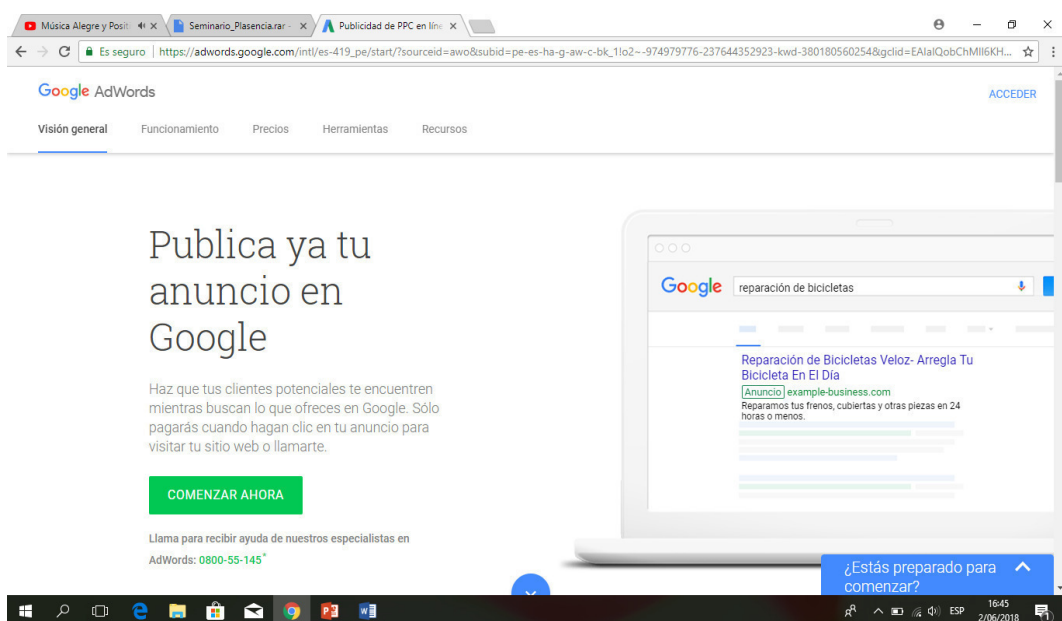 Música Alegre y Posit
Seminario_Plasencia.rar -
Publicidad de PPC en líne
Es seguro | https://adwords.google.com/intl/es-419_pe/start/?sourceid=awo&subid=pe-es-ha-g-aw-c-bk_1!o2~-974979776-237644352923-kwd-380180560254&gclid=EAIaIQobChMII6KH...
Google AdWords
ACCEDER
Visión general Funcionamiento Precios Herramientas Recursos
Publica ya tu
anuncio en
Google
Haz que tus clientes potenciales te encuentren
mientras buscan lo que ofreces en Google. Sólo
pagarás cuando hagan clic en tu anuncio para
visitar tu sitio web o llamarte.
COMENZAR AHORA
Llama para recibir ayuda de nuestros especialistas en
AdWords: 0800-55-145*
Google reparación de bicicletas
Reparación de Bicicletas Veloz- Arregla Tu
Bicicleta En El Día
Anuncio example-business.com
Reparamos tus frenos, cubiertas y otras piezas en 24
horas o menos.
¿Estás preparado para
comenzar?
ESP
16:45
2/06/2018